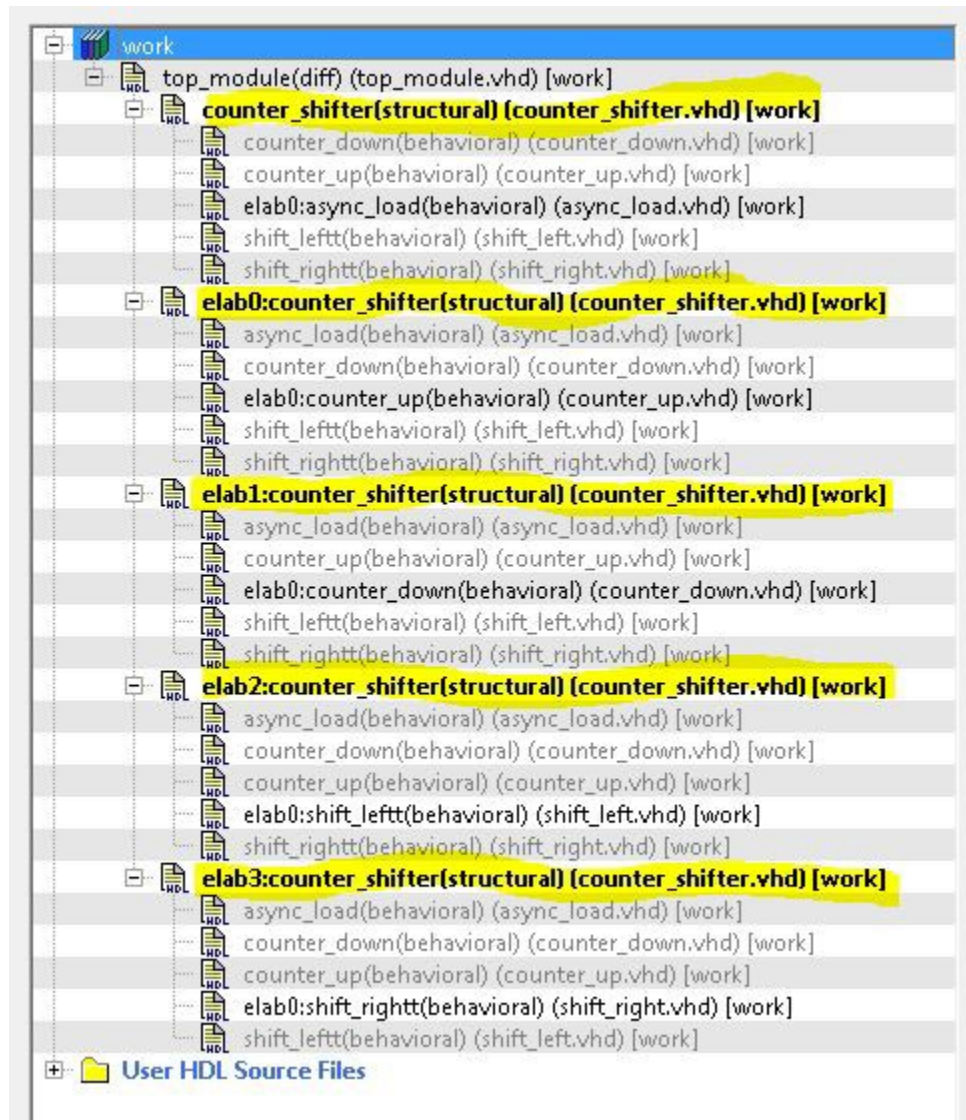 work
top_module(diff) (top_module.vhd) [work]
counter_shifter(structural) (counter_shifter.vhd) [work]
counter_down(behavioral) (counter_down.vhd) [work]
counter_up(behavioral) (counter_up.vhd) [work]
elab0:async_load(behavioral) (async_load.vhd) [work]
shift_leftt(behavioral) (shift_left.vhd) [work]
shift_rightt(behavioral) (shift_right.vhd) [work]
elab0:counter_shifter(structural) (counter_shifter.vhd) [work]
async_load(behavioral) (async_load.vhd) [work]
counter_down(behavioral) (counter_down.vhd) [work]
elab0:counter_up(behavioral) (counter_up.vhd) [work]
shift_leftt(behavioral) (shift_left.vhd) [work]
shift_rightt(behavioral) (shift_right.vhd) [work]
elab1:counter_shifter(structural) (counter_shifter.vhd) [work]
async_load(behavioral) (async_load.vhd) [work]
counter_up(behavioral) (counter_up.vhd) [work]
elab0:counter_down(behavioral) (counter_down.vhd) [work]
shift_leftt(behavioral) (shift_left.vhd) [work]
shift_rightt(behavioral) (shift_right.vhd) [work]
elab2:counter_shifter(structural) (counter_shifter.vhd) [work]
async_load(behavioral) (async_load.vhd) [work]
counter_down(behavioral) (counter_down.vhd) [work]
counter_up(behavioral) (counter_up.vhd) [work]
elab0:shift_leftt(behavioral) (shift_left.vhd) [work]
shift_rightt(behavioral) (shift_right.vhd) [work]
elab3:counter_shifter(structural) (counter_shifter.vhd) [work]
async_load(behavioral) (async_load.vhd) [work]
counter_down(behavioral) (counter_down.vhd) [work]
counter_up(behavioral) (counter_up.vhd) [work]
elab0:shift_rightt(behavioral) (shift_right.vhd) [work]
shift_leftt(behavioral) (shift_left.vhd) [work]
User HDL Source Files